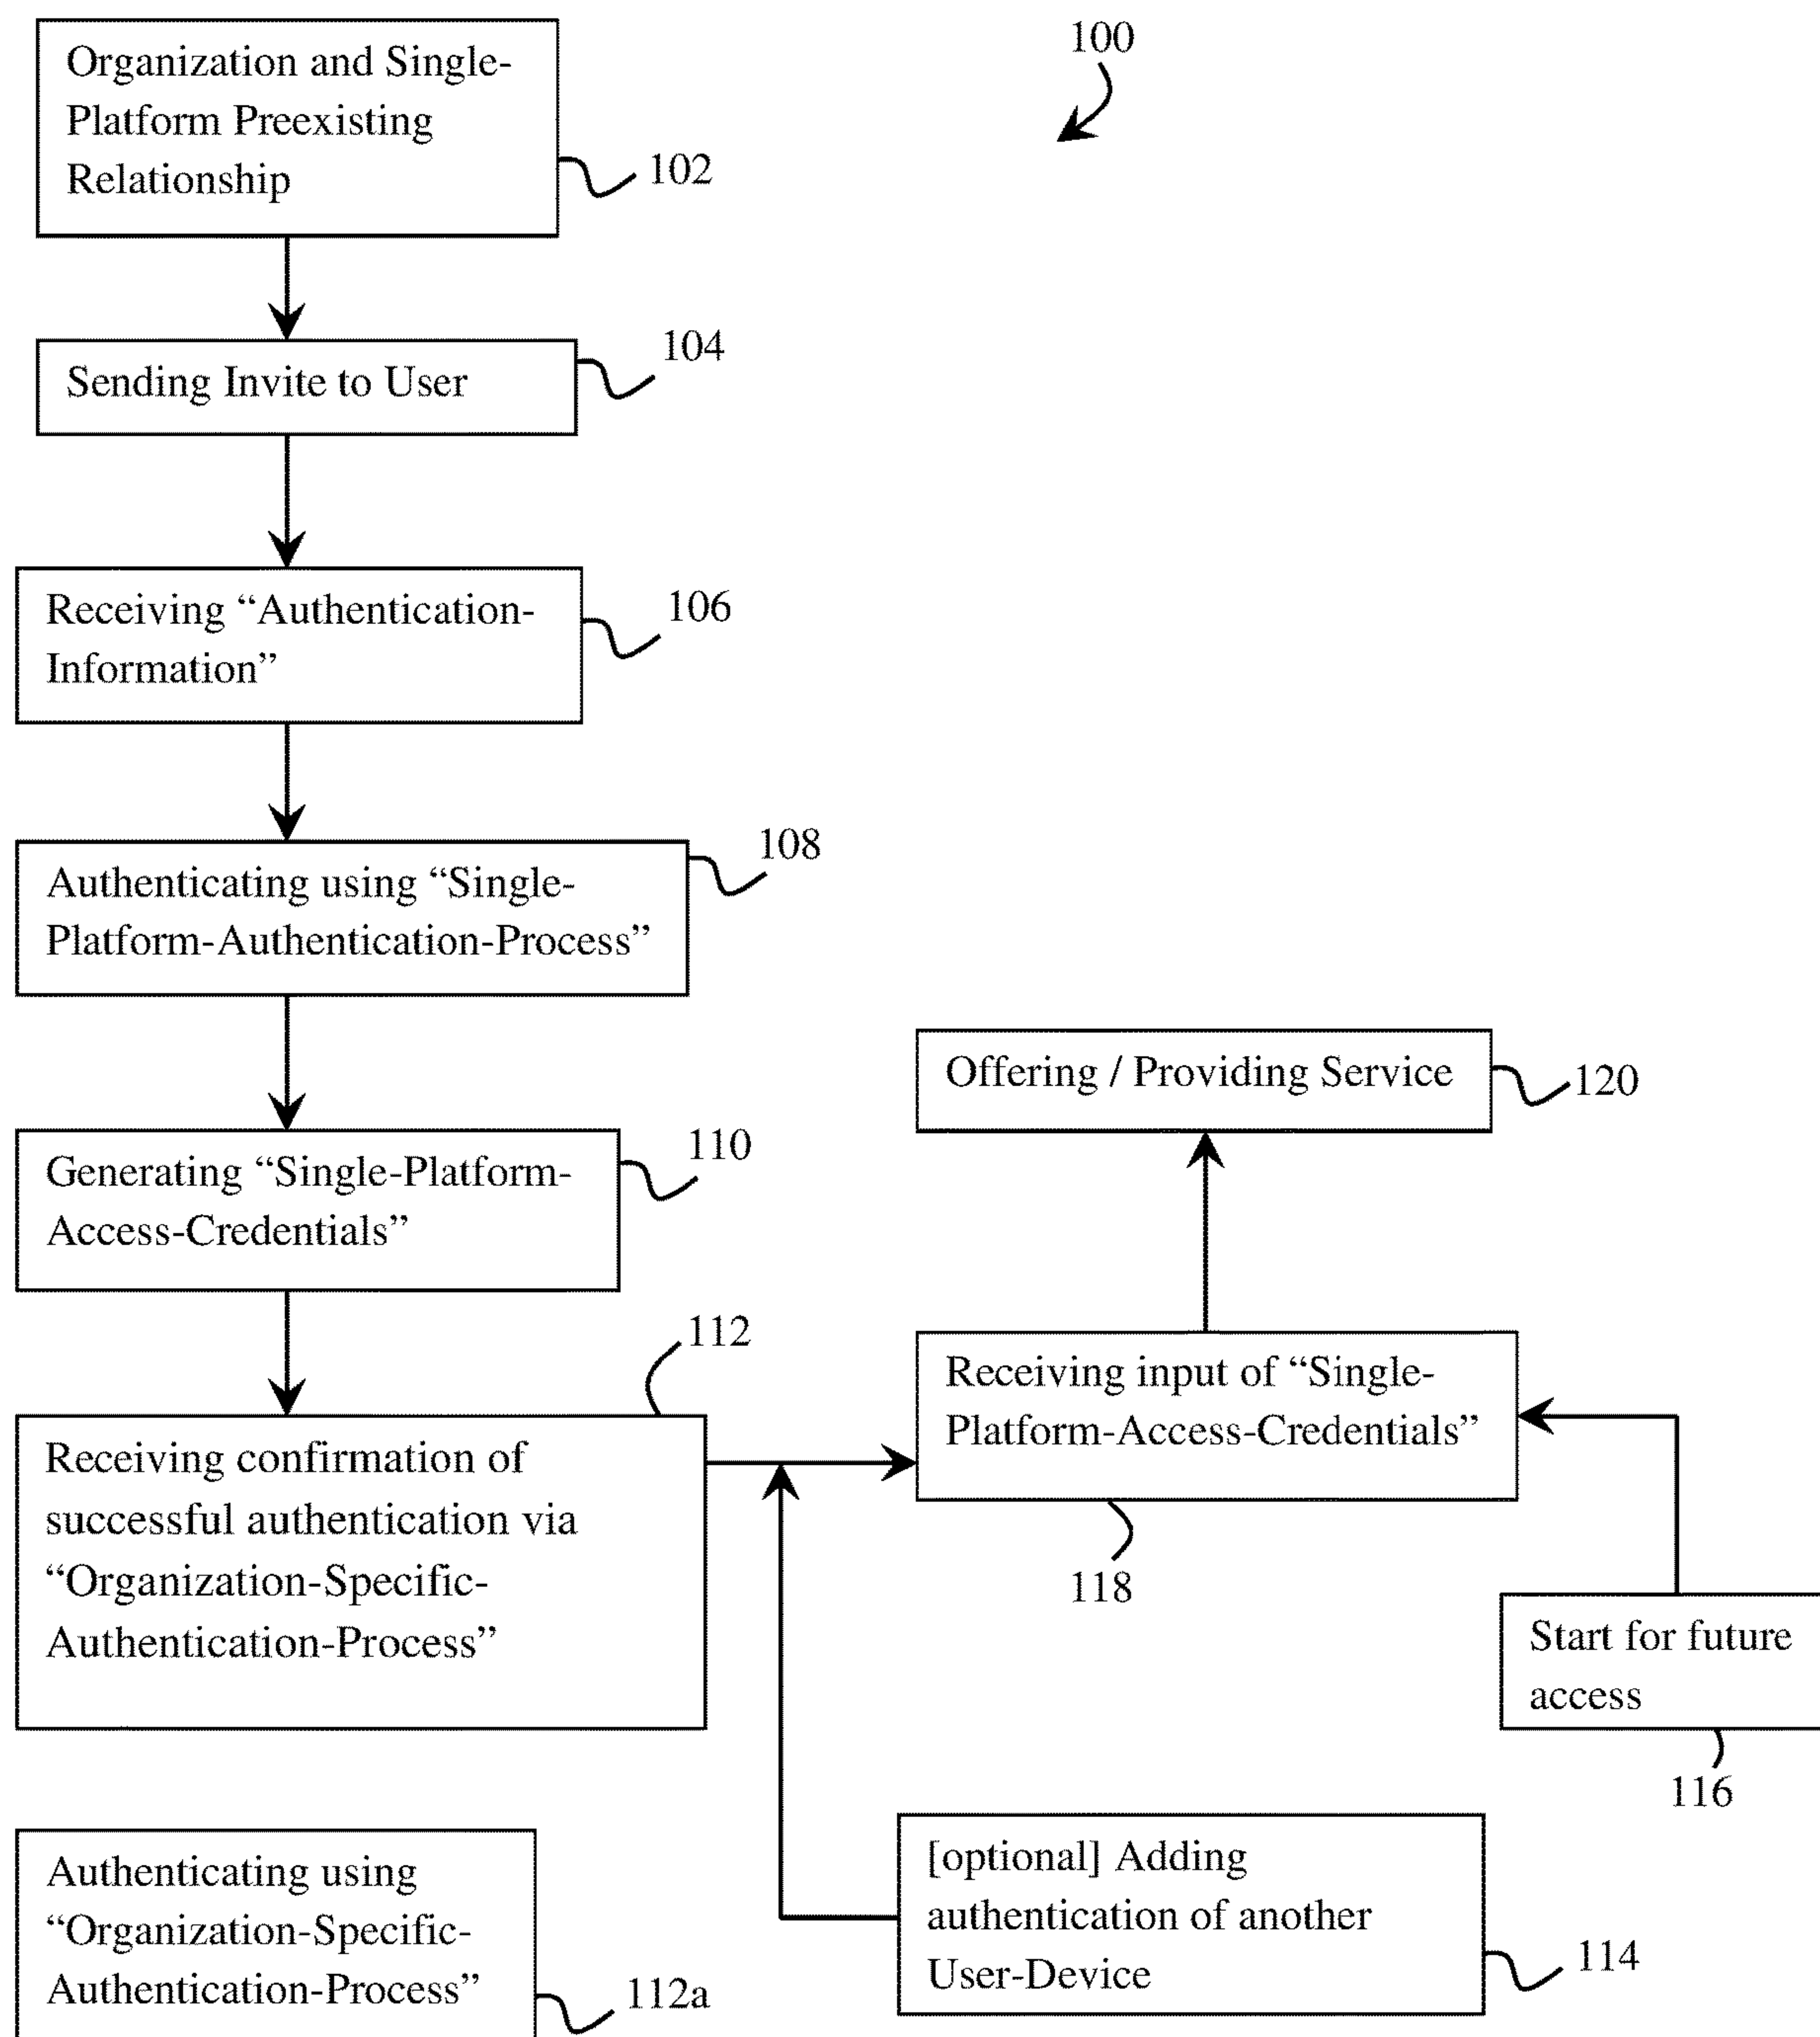 Organization and Single-
Platform Preexisting
Relationship
102
100
Sending Invite to User
104
Receiving “Authentication-
Information”
106
Authenticating using “Single-
Platform-Authentication-Process”
108
Generating “Single-Platform-
Access-Credentials”
110
Receiving confirmation of
successful authentication via
“Organization-Specific-
Authentication-Process”
112
Authenticating using
“Organization-Specific-
Authentication-Process”
112a
Offering / Providing Service
120
Receiving input of “Single-
Platform-Access-Credentials”
118
Start for future
access
116
[optional] Adding
authentication of another
User-Device
114